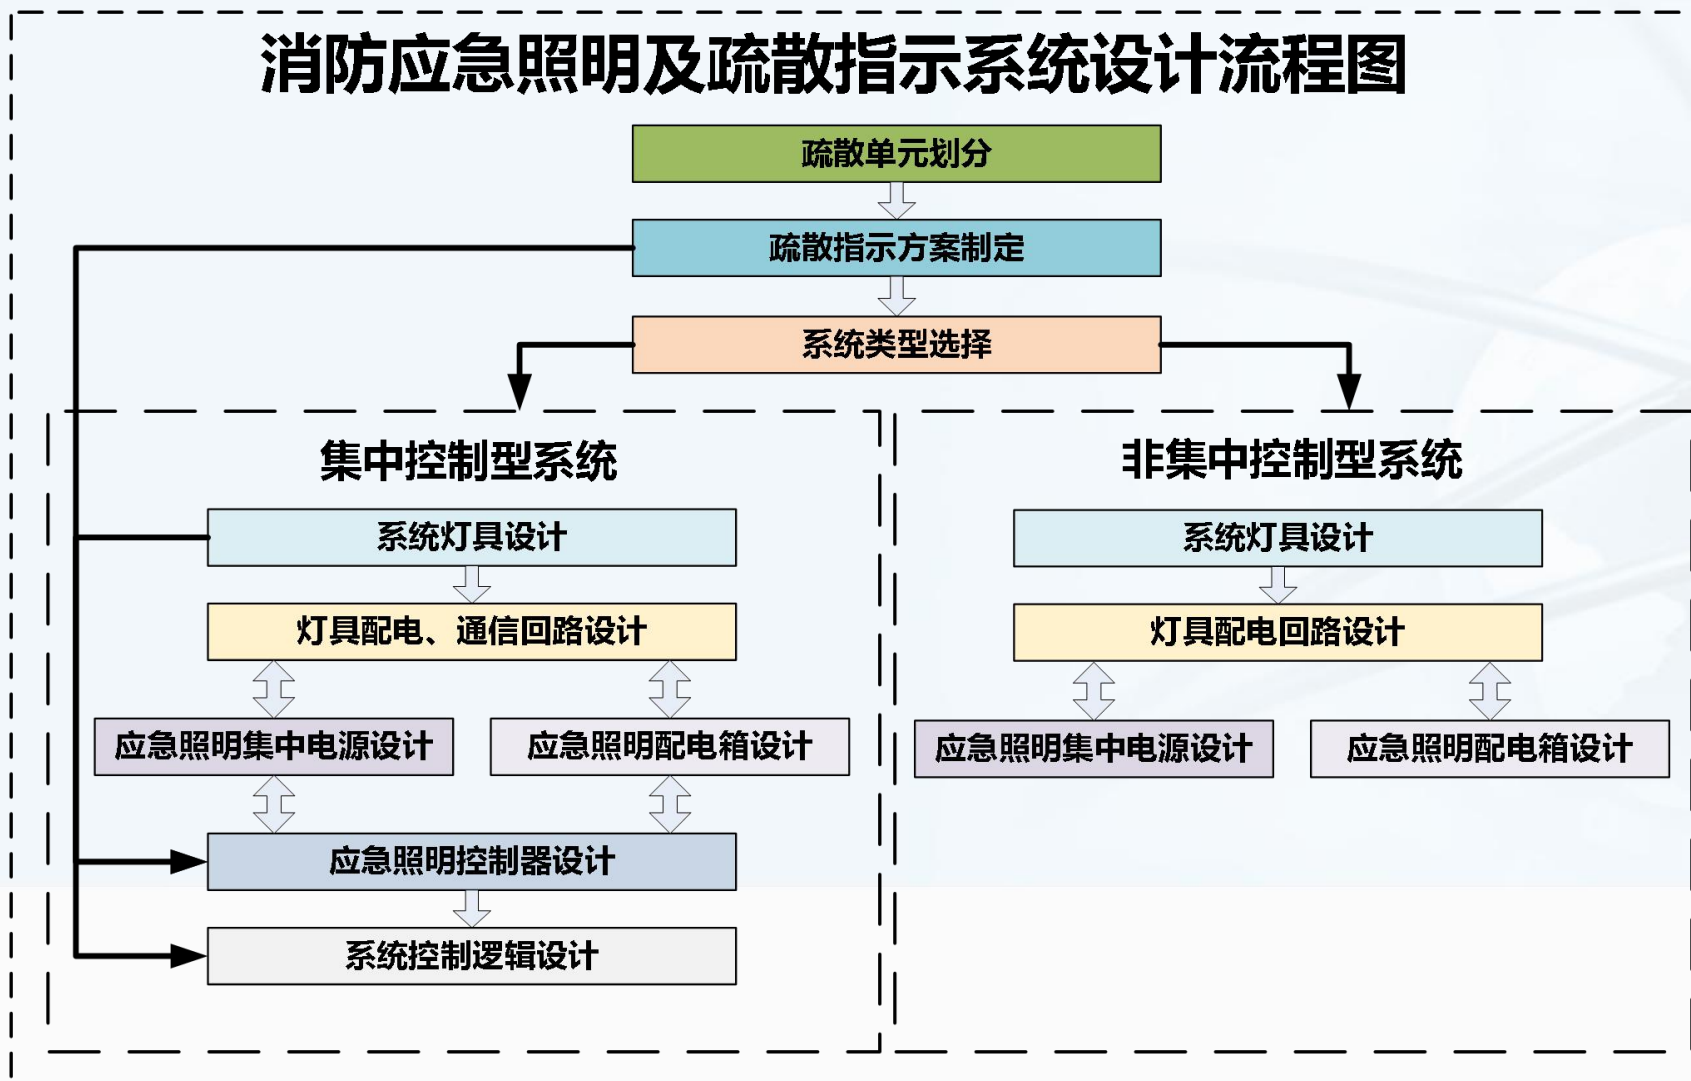 消防应急照明及疏散指示系统设计流程图
疏散单元划分
疏散指示方案制定
系统类型选择
集中控制型系统
系统灯具设计
灯具配电、通信回路设计
应急照明集中电源设计
应急照明配电箱设计
应急照明控制器设计
系统控制逻辑设计
非集中控制型系统
系统灯具设计
灯具配电回路设计
应急照明集中电源设计
应急照明配电箱设计